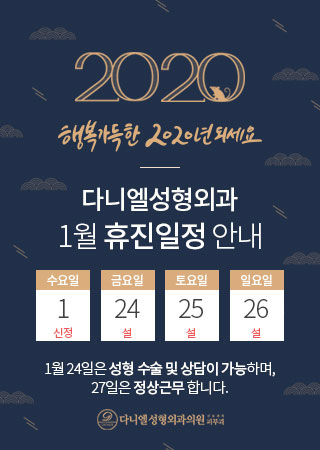 2020
행복가득한 2020년 되세요
다니엘성형외과
1월 휴진일정 안내
수요일 금요일 토요일 일요일
1 24 25 26
신정 설 설 설
1월 24일은 성형 수술 및 상담이 가능하며,
27일은 정상근무 합니다.
다니엘성형외과의원 피부과